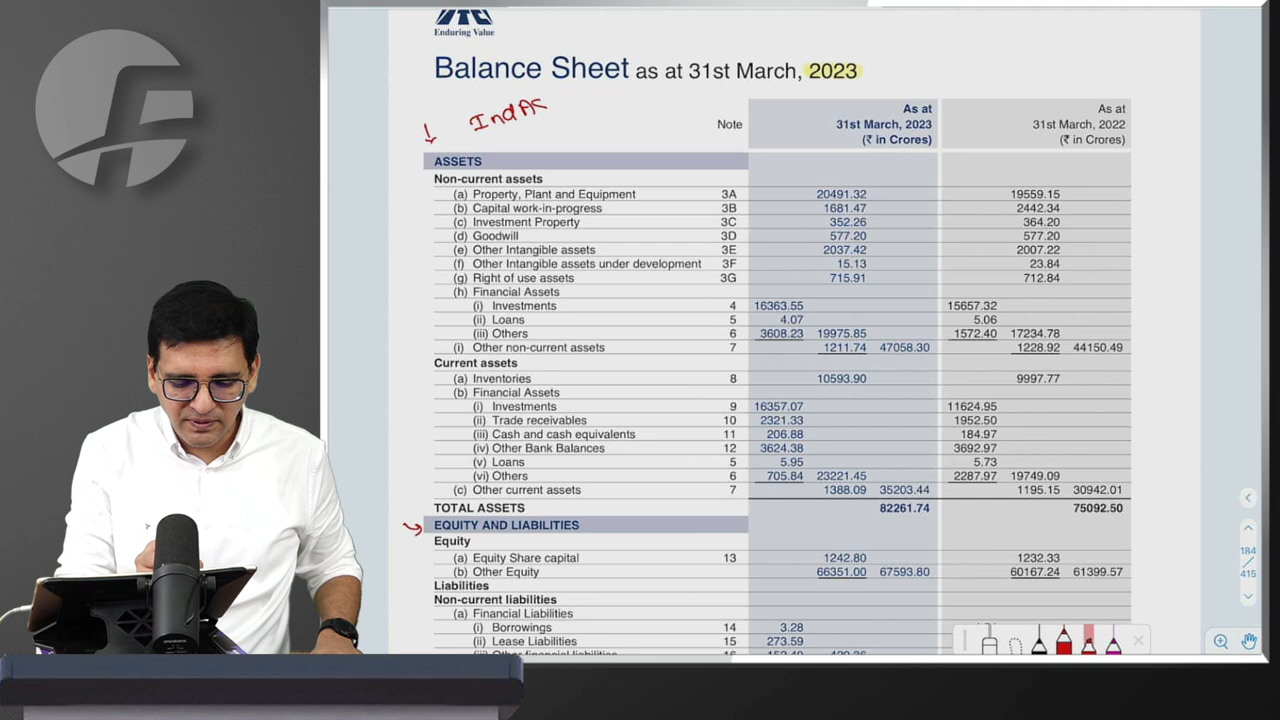 Enduring Value
Balance Sheet as at 31st March, 2023
IndAS
Note As at 31st March, 2023 (₹ in Crores) As at 31st March, 2022 (₹ in Crores)
ASSETS
Non-current assets
(a) Property, Plant and Equipment 3A 20491.32 19559.15
(b) Capital work-in-progress 3B 1681.47 2442.34
(c) Investment Property 3C 352.26 364.20
(d) Goodwill 3D 577.20 577.20
(e) Other Intangible assets 3E 2037.42 2007.22
(f) Other Intangible assets under development 3F 15.13 23.84
(g) Right of use assets 3G 715.91 712.84
(h) Financial Assets
(i) Investments 4 16363.55 15657.32
(ii) Loans 5 4.07 5.06
(iii) Others 6 3608.23 19975.85 1572.40 17234.78
(i) Other non-current assets 7 1211.74 47058.30 1228.92 44150.49
Current assets
(a) Inventories 8 10593.90 9997.77
(b) Financial Assets
(i) Investments 9 16357.07 11624.95
(ii) Trade receivables 10 2321.33 1952.50
(iii) Cash and cash equivalents 11 206.88 184.97
(iv) Other Bank Balances 12 3624.38 3692.97
(v) Loans 5 5.95 5.73
(vi) Others 6 705.84 23221.45 2287.97 19749.09
(c) Other current assets 7 1388.09 35203.44 1195.15 30942.01
TOTAL ASSETS 82261.74 75092.50
EQUITY AND LIABILITIES
Equity
(a) Equity Share capital 13 1242.80 1232.33
(b) Other Equity 66351.00 67593.80 60167.24 61399.57
Liabilities
Non-current liabilities
(a) Financial Liabilities
(i) Borrowings 14 3.28
(ii) Lease Liabilities 15 273.59
184
415